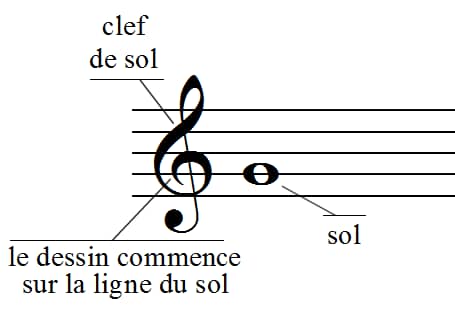 clef
de sol
sol
le dessin commence
sur la ligne du sol